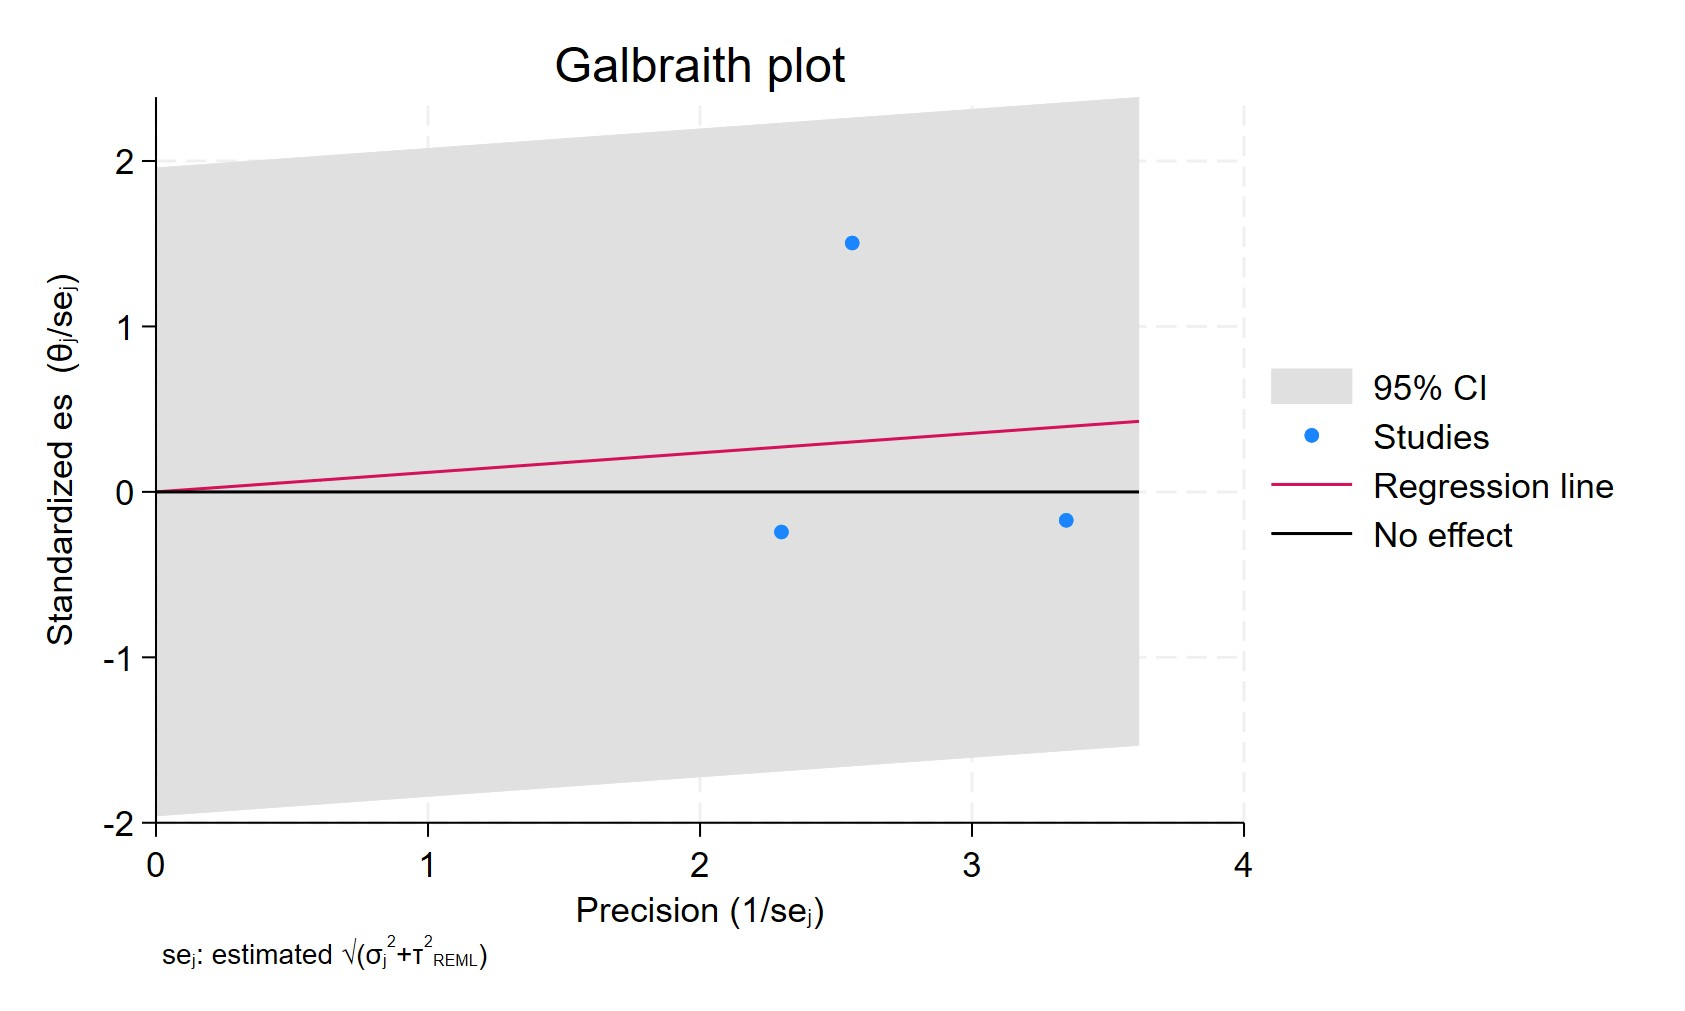 Galbraith plot
Standardized es (θⱼ/seⱼ)
2
1
0
-1
-2
0 1 2 3 4
Precision (1/seⱼ)
seⱼ: estimated √(σⱼ²+τ²REML)
95% CI
Studies
Regression line
No effect